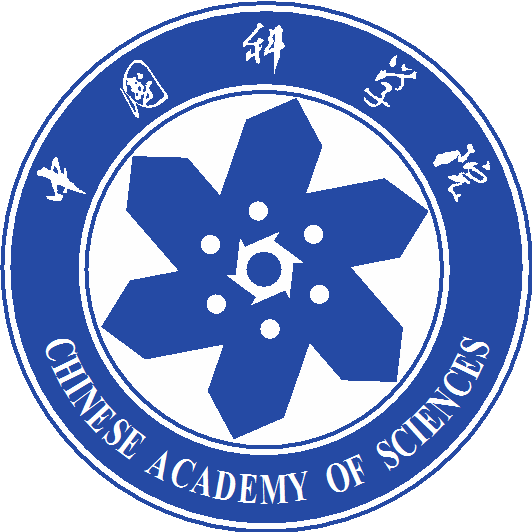 中国科学院
CHINESE ACADEMY OF SCIENCES